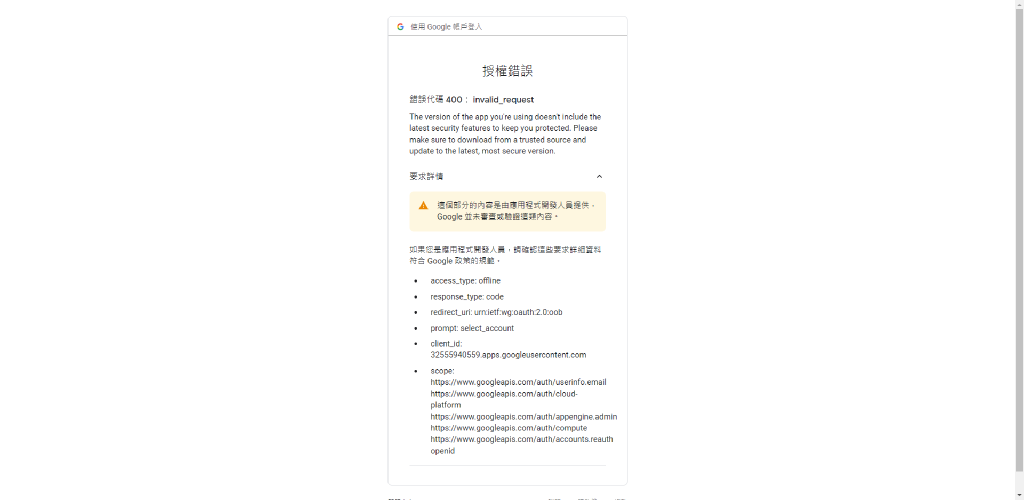 使用 Google 帳戶登入
授權錯誤
錯誤代碼 400： invalid_request
The version of the app you're using doesn't include the
latest security features to keep you protected. Please
make sure to download from a trusted source and
update to the latest, most secure version.
要求詳情
這個部分的內容是由應用程式開發人員提供，
Google 並未審查或驗證這類內容。
如果您是應用程式開發人員，請確認這些要求詳細資料
符合 Google 政策的規範。
• access_type: offline
• response_type: code
• redirect_uri: urn:ietf:wg:oauth:2.0:oob
• prompt: select_account
• client_id:
32555940559.apps.googleusercontent.com
• scope:
https://www.googleapis.com/auth/userinfo.email
https://www.googleapis.com/auth/cloud-
platform
https://www.googleapis.com/auth/appengine.admin
https://www.googleapis.com/auth/compute
https://www.googleapis.com/auth/accounts.reauth
openid